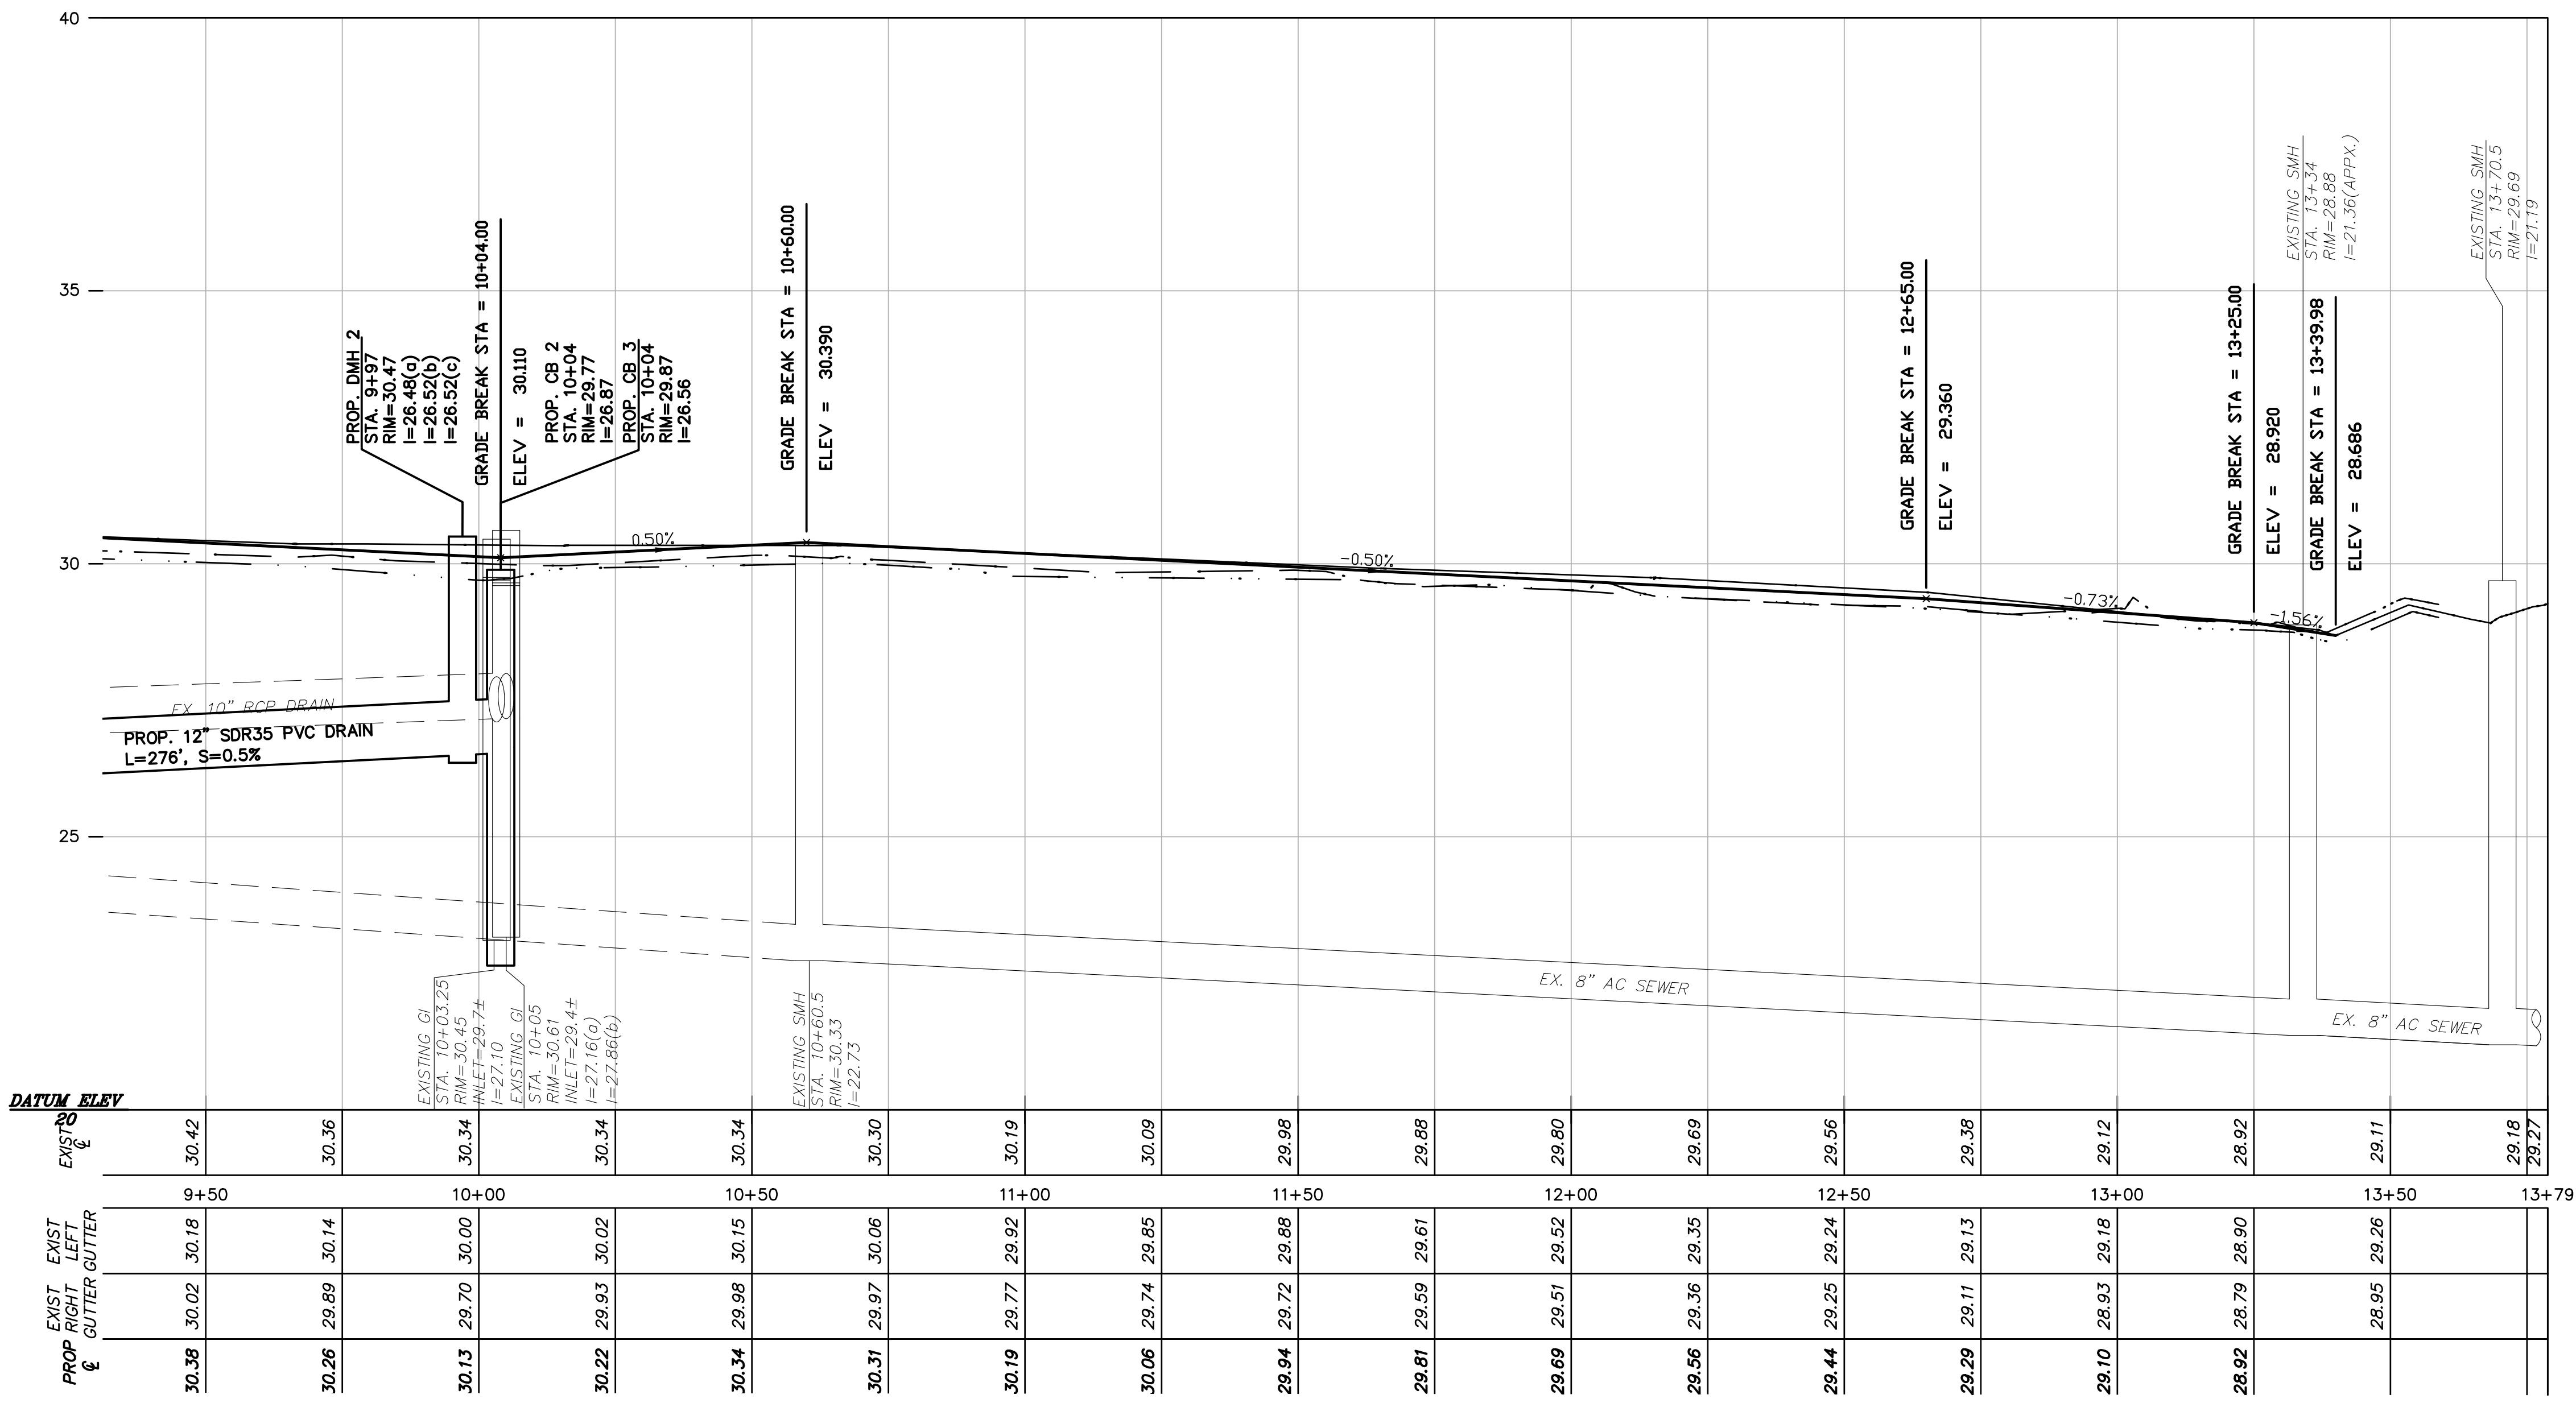 40
35
30
25
PROP. DMH 2
STA. 9+97
RIM=30.47
I=26.48(a)
I=26.52(b)
I=26.52(c)
GRADE BREAK STA = 10+04.00
ELEV = 30.110
PROP. CB 2
STA. 10+04
RIM=29.77
I=26.87
PROP. CB 3
STA. 10+04
RIM=29.87
I=26.56
GRADE BREAK STA = 10+60.00
ELEV = 30.390
GRADE BREAK STA = 12+65.00
ELEV = 29.360
GRADE BREAK STA = 13+25.00
ELEV = 28.920
EXISTING SMH
STA. 13+34
RIM=28.88
I=21.36(APPX.)
GRADE BREAK STA = 13+39.98
ELEV = 28.686
EXISTING SMH
STA. 13+70.5
RIM=29.69
I=21.19
0.50%
-0.50%
-0.73%
-1.56%
EX. 10" RCP DRAIN
PROP. 12" SDR35 PVC DRAIN
L=276', S=0.5%
EX. 8" AC SEWER
EX. 8" AC SEWER
EXISTING GI
STA. 10+03.25
RIM=30.45
INLET=29.7±
I=27.10
EXISTING GI
STA. 10+05
RIM=30.61
INLET=29.4±
I=27.16(a)
I=27.86(b)
EXISTING SMH
STA. 10+60.5
RIM=30.33
I=22.73
DATUM ELEV
20
EXIST ℄ 30.42 30.36 30.34 30.34 30.34 30.30 30.19 30.09 29.98 29.88 29.80 29.69 29.56 29.38 29.12 28.92 29.11 29.18 29.27
9+50 10+00 10+50 11+00 11+50 12+00 12+50 13+00 13+50 13+79
EXIST LEFT GUTTER 30.18 30.14 30.00 30.02 30.15 30.06 29.92 29.85 29.88 29.61 29.52 29.35 29.24 29.13 29.18 28.90 29.26
EXIST RIGHT GUTTER 30.02 29.89 29.70 29.93 29.98 29.97 29.77 29.74 29.72 29.59 29.51 29.36 29.25 29.11 28.93 28.79 28.95
PROP ℄ 30.38 30.26 30.13 30.22 30.34 30.31 30.19 30.06 29.94 29.81 29.69 29.56 29.44 29.29 29.10 28.92